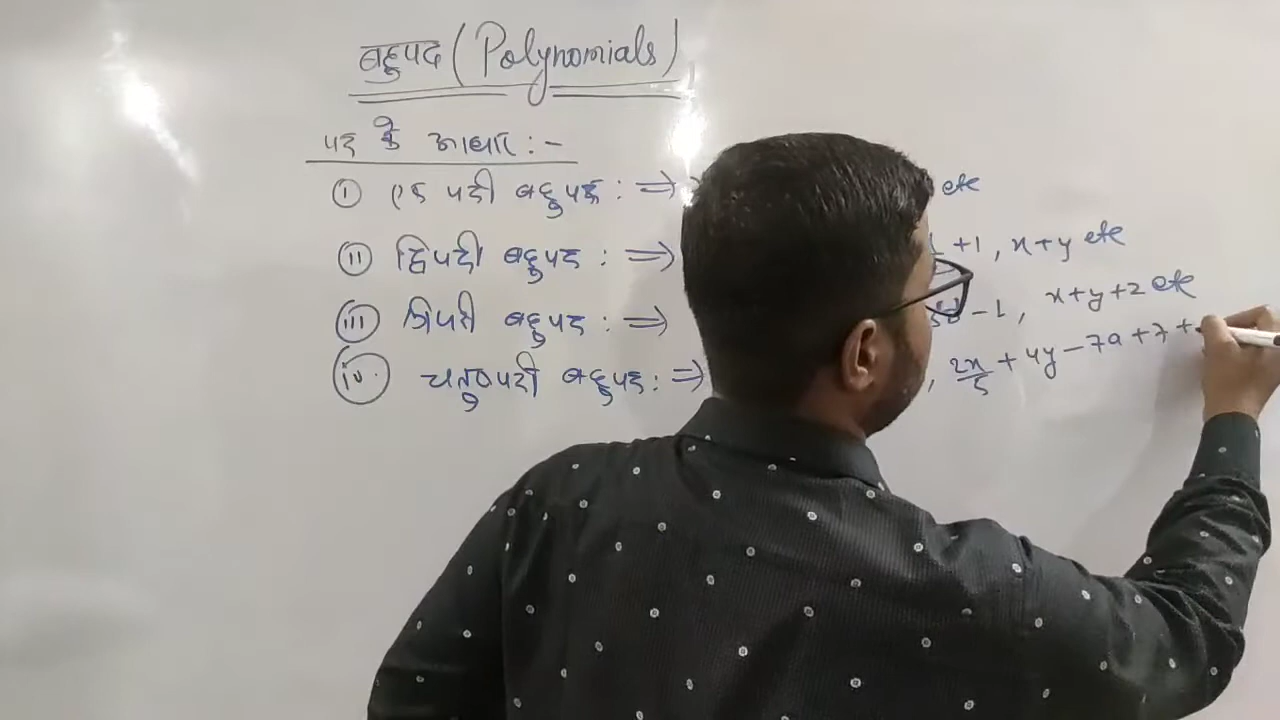 बहुपद (Polynomials)
पद के आधार :-
(i) एक पदी बहुपद : ⇒ etc
(ii) द्विपदी बहुपद : ⇒ +1, x+y etc
(iii) त्रिपदी बहुपद : ⇒ -1, x+y+2 etc
(iv) चतुष्पदी बहुपद : ⇒ , 2x/5 + 4y - 7a + 7 +